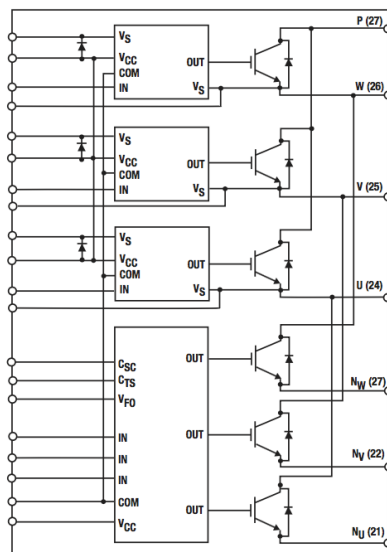 P (27)
VS
VCC
COM
IN
OUT
VS
W (26)
VS
VCC
COM
IN
OUT
VS
V (25)
VS
VCC
COM
IN
OUT
VS
U (24)
CSC
CTS
VFO
IN
IN
IN
COM
VCC
OUT
OUT
OUT
NW (27)
NV (22)
NU (21)